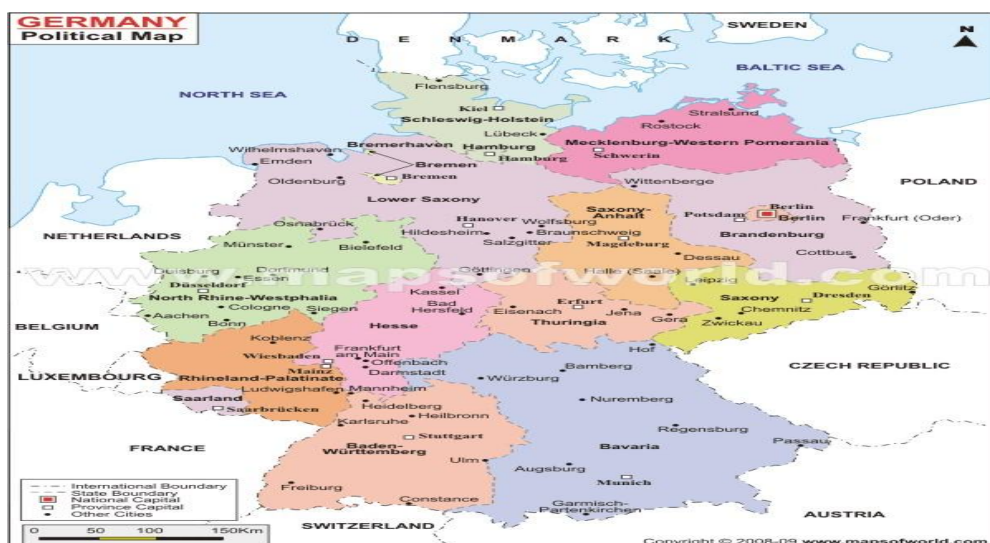 GERMANY
Political Map
SWEDEN
N
DENMARK
BALTIC SEA
NORTH SEA
Flensburg
Kiel
Schleswig-Holstein
Stralsund
Rostock
Lübeck
Mecklenburg-Western Pomerania
Bremerhaven
Hamburg
Hamburg
Schwerin
Wilhelmshaven
Emden
Bremen
Bremen
Oldenburg
Wittenberge
POLAND
Lower Saxony
Saxony-
Anhalt
Berlin
Potsdam
Berlin
Frankfurt (Oder)
Brandenburg
NETHERLANDS
Osnabrück
Hanover
Wolfsburg
Hildesheim
Braunschweig
Münster
Bielefeld
Salzgitter
Magdeburg
Dessau
Cottbus
www.mapsofworld.com
Duisburg
Dortmund
Essen
Göttingen
Halle (Saale)
Leipzig
Düsseldorf
North Rhine-Westphalia
Kassel
Görlitz
Saxony
Dresden
Cologne
Siegen
Bad
Hersfeld
Erfurt
Eisenach
Jena
Chemnitz
Aachen
Bonn
Hesse
Thuringia
Gera
Zwickau
BELGIUM
Koblenz
Frankfurt
am Main
Hof
Wiesbaden
Mainz
Offenbach
Darmstadt
Bamberg
CZECH REPUBLIC
LUXEMBOURG
Rhineland-Palatinate
Würzburg
Ludwigshafen
Mannheim
Saarland
Saarbrücken
Heidelberg
Nuremberg
Heilbronn
Karlsruhe
Regensburg
FRANCE
Stuttgart
Baden-
Württemberg
Bavaria
Passau
Ulm
Augsburg
Munich
Freiburg
Constance
Garmisch-
Partenkirchen
SWITZERLAND
AUSTRIA
International Boundary
State Boundary
National Capital
Province Capital
Other Cities
0 50 100 150Km
Copyright © 2008-09 www.mapsofworld.com